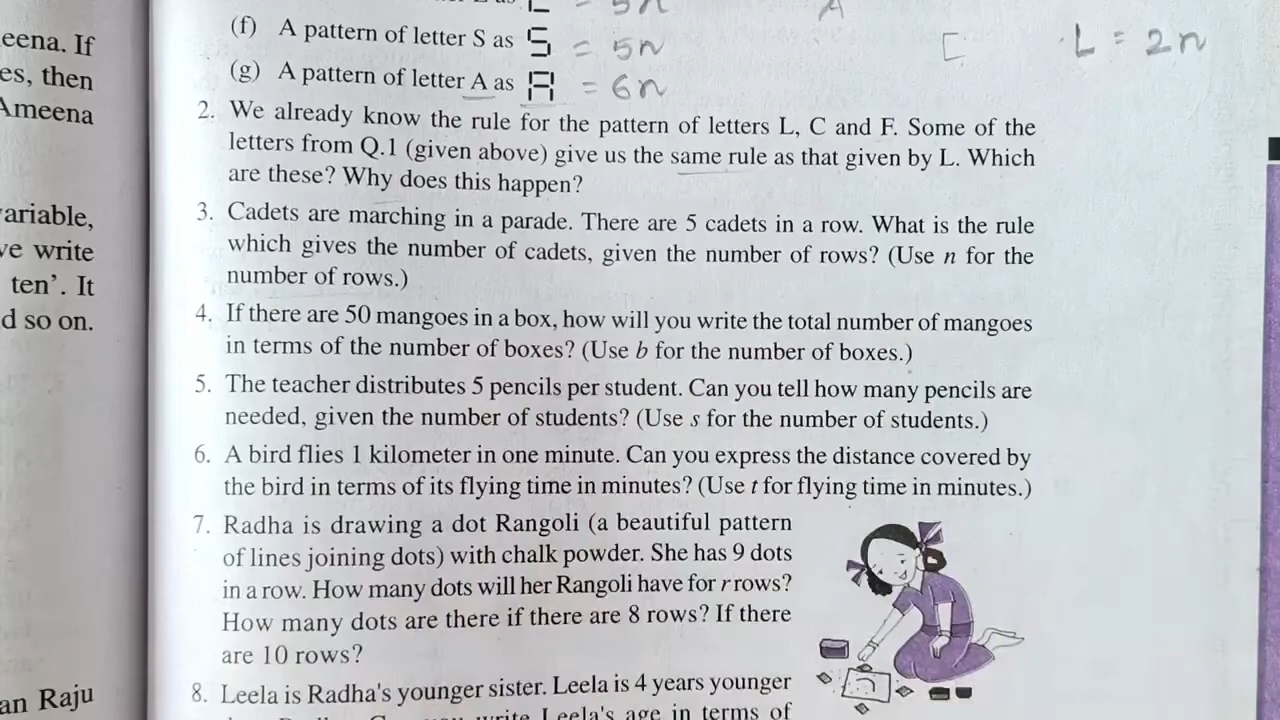 (f) A pattern of letter S as = 5n
(g) A pattern of letter A as = 6n
L = 2n
2. We already know the rule for the pattern of letters L, C and F. Some of the
letters from Q.1 (given above) give us the same rule as that given by L. Which
are these? Why does this happen?
3. Cadets are marching in a parade. There are 5 cadets in a row. What is the rule
which gives the number of cadets, given the number of rows? (Use n for the
number of rows.)
4. If there are 50 mangoes in a box, how will you write the total number of mangoes
in terms of the number of boxes? (Use b for the number of boxes.)
5. The teacher distributes 5 pencils per student. Can you tell how many pencils are
needed, given the number of students? (Use s for the number of students.)
6. A bird flies 1 kilometer in one minute. Can you express the distance covered by
the bird in terms of its flying time in minutes? (Use t for flying time in minutes.)
7. Radha is drawing a dot Rangoli (a beautiful pattern
of lines joining dots) with chalk powder. She has 9 dots
in a row. How many dots will her Rangoli have for r rows?
How many dots are there if there are 8 rows? If there
are 10 rows?
8. Leela is Radha's younger sister. Leela is 4 years younger
write Leela's age in terms of
eena. If
es, then
Ameena
ariable,
ve write
ten’. It
d so on.
an Raju